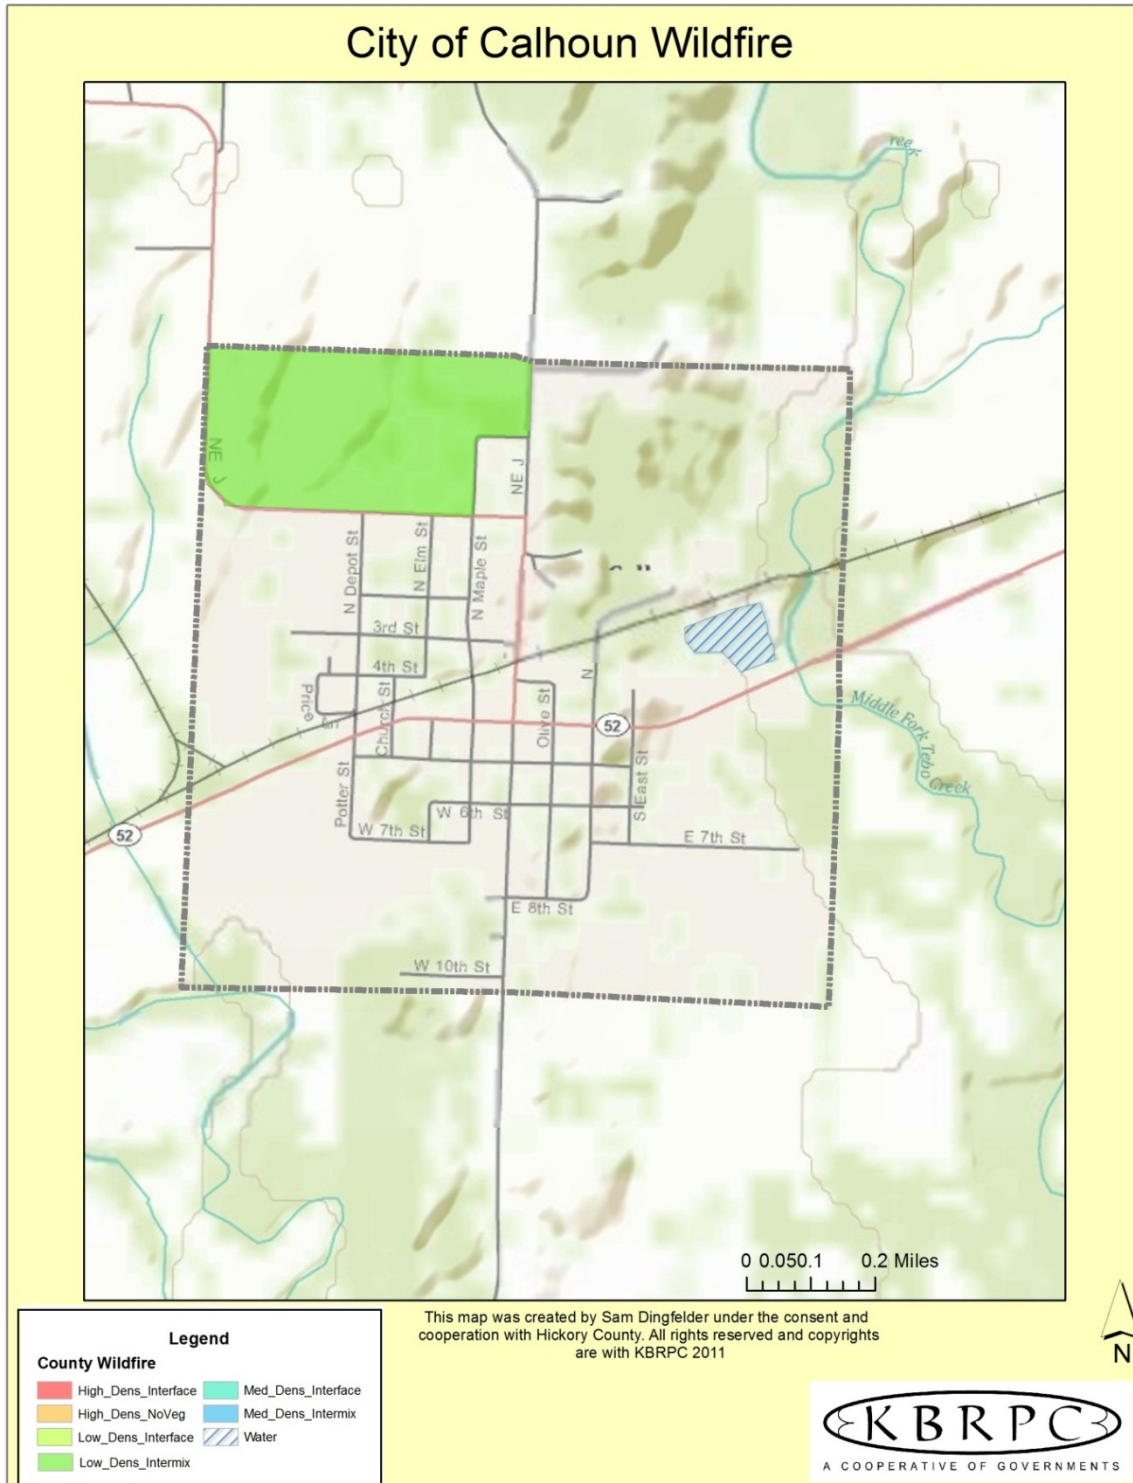 City of Calhoun Wildfire
NE J
NE J
N Depot St
N Elm St
N Maple St
3rd St
4th St
Price
Ln
Church St
Olive St
N
52
Middle Fork Tebo
Creek
Potter St
S East St
W 6th St
W 7th St
E 7th St
52
E 8th St
W 10th St
0 0.050.1 0.2 Miles
This map was created by Sam Dingfelder under the consent and
cooperation with Hickory County. All rights reserved and copyrights
are with KBRPC 2011
N
Legend
County Wildfire
High_Dens_Interface
High_Dens_NoVeg
Low_Dens_Interface
Low_Dens_Intermix
Med_Dens_Interface
Med_Dens_Intermix
Water
KBRPC
A COOPERATIVE OF GOVERNMENTS